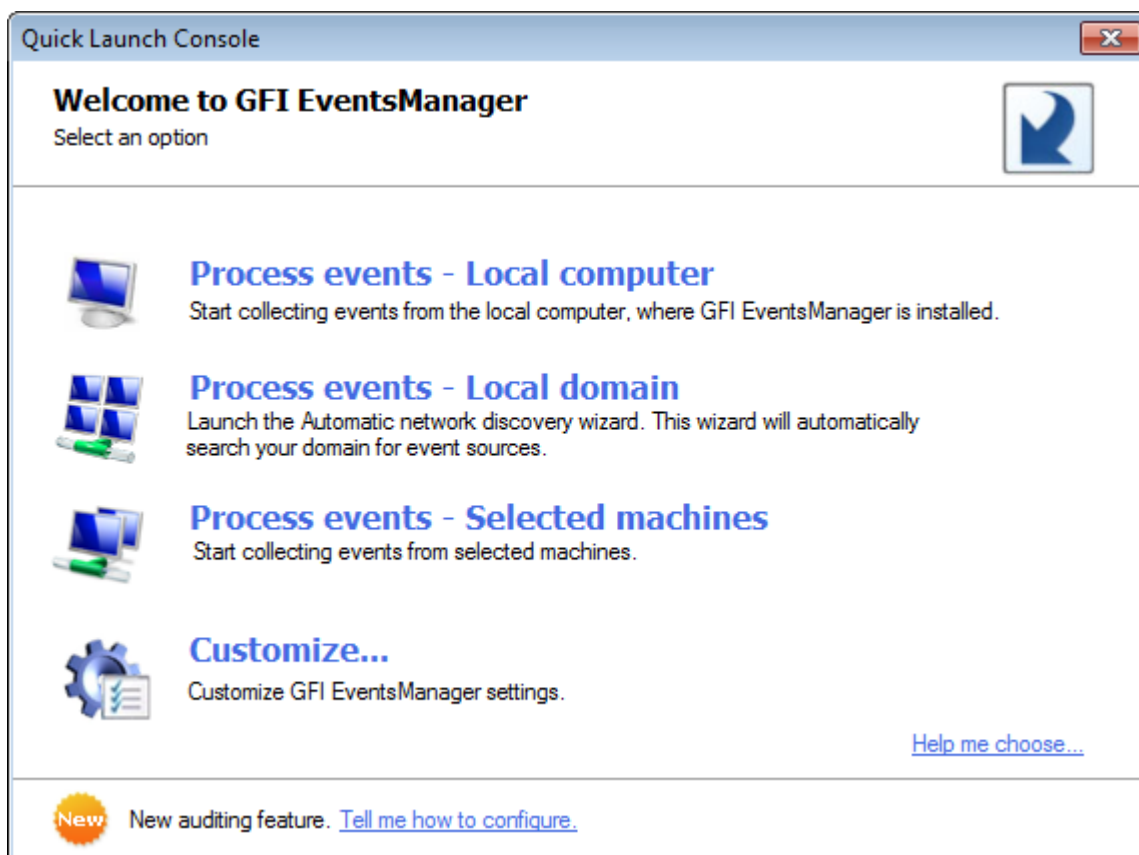 Quick Launch Console
Welcome to GFI EventsManager
Select an option
Process events - Local computer
Start collecting events from the local computer, where GFI EventsManager is installed.
Process events - Local domain
Launch the Automatic network discovery wizard. This wizard will automatically
search your domain for event sources.
Process events - Selected machines
Start collecting events from selected machines.
Customize...
Customize GFI EventsManager settings.
Help me choose...
New
New auditing feature. Tell me how to configure.